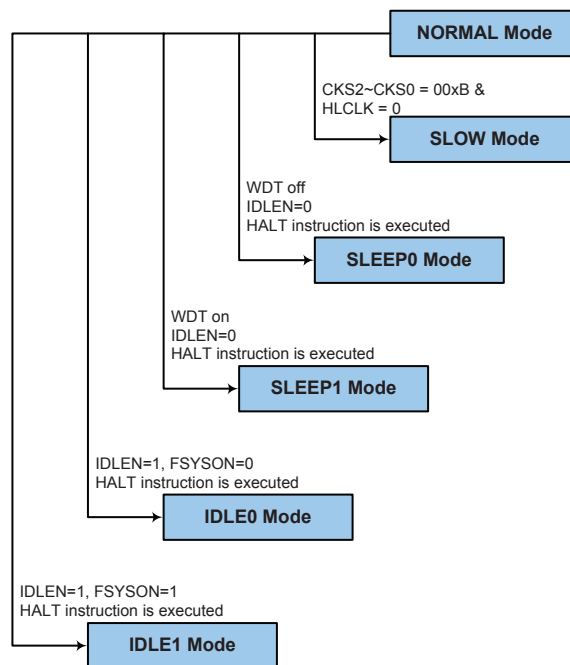 NORMAL Mode
CKS2~CKS0 = 00xB &
HLCLK = 0
SLOW Mode
WDT off
IDLEN=0
HALT instruction is executed
SLEEP0 Mode
WDT on
IDLEN=0
HALT instruction is executed
SLEEP1 Mode
IDLEN=1, FSYSON=0
HALT instruction is executed
IDLE0 Mode
IDLEN=1, FSYSON=1
HALT instruction is executed
IDLE1 Mode